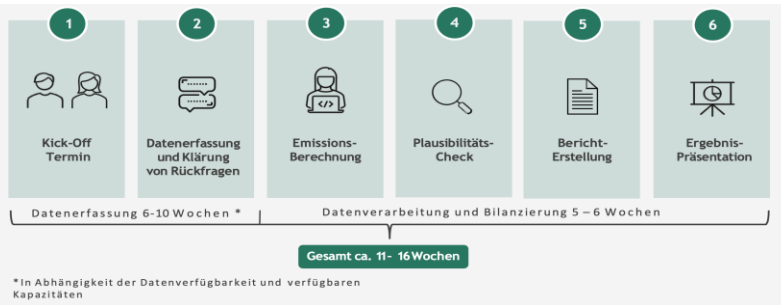 1
2
3
4
5
6
Kick-Off
Termin
Datenerfassung
und Klärung
von Rückfragen
Emissions-
Berechnung
Plausibilitäts-
Check
Bericht-
Erstellung
Ergebnis-
Präsentation
Datenerfassung 6-10 Wochen *
Datenverarbeitung und Bilanzierung 5 – 6 Wochen
Gesamt ca. 11- 16 Wochen
*In Abhängigkeit der Datenverfügbarkeit und verfügbaren
Kapazitäten